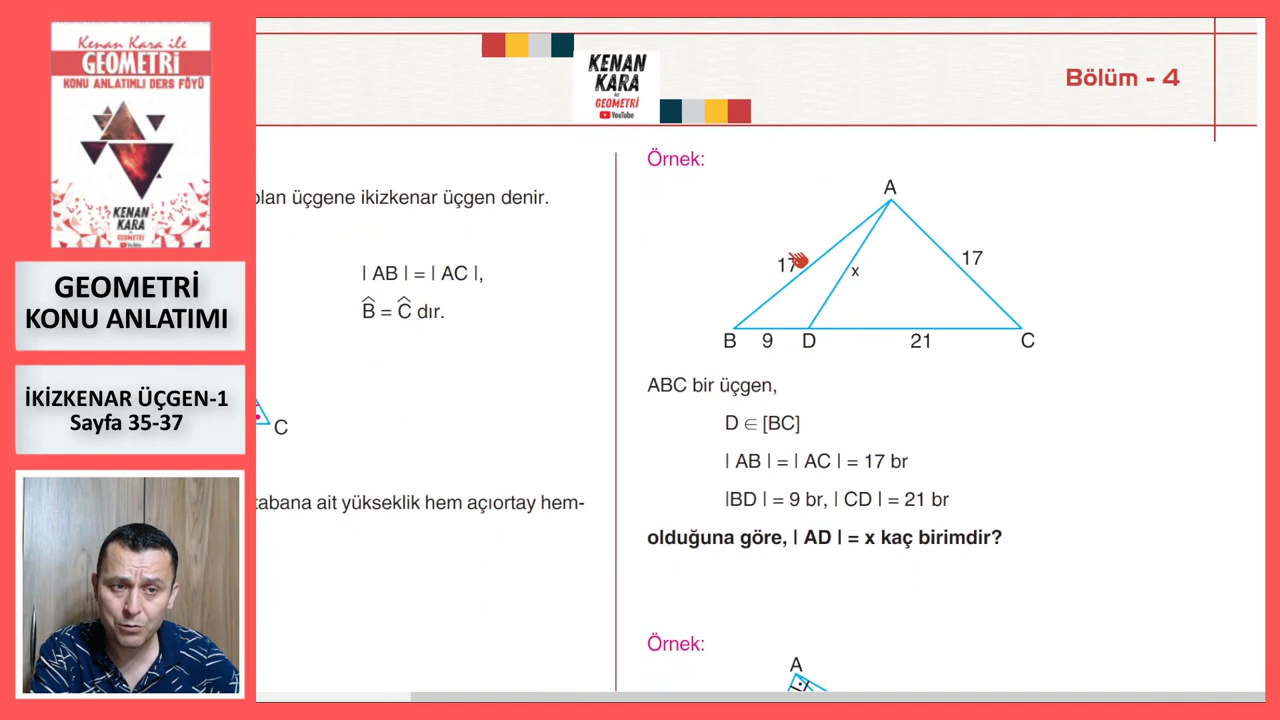 Kenan Kara ile
GEOMETRİ
KONU ANLATIMLI DERS FÖYÜ
KENAN
KARA
ile
GEOMETRİ
YouTube
GEOMETRİ
KONU ANLATIMI
İKİZKENAR ÜÇGEN-1
Sayfa 35-37
KENAN
KARA
ile
GEOMETRİ
YouTube
Bölüm - 4
olan üçgene ikizkenar üçgen denir.
| AB | = | AC |,
B̂ = Ĉ dır.
C
tabana ait yükseklik hem açıortay hem-
Örnek:
A
17
x
17
B
9
D
21
C
ABC bir üçgen,
D ∈ [BC]
| AB | = | AC | = 17 br
|BD | = 9 br, | CD | = 21 br
olduğuna göre, | AD | = x kaç birimdir?
Örnek:
A